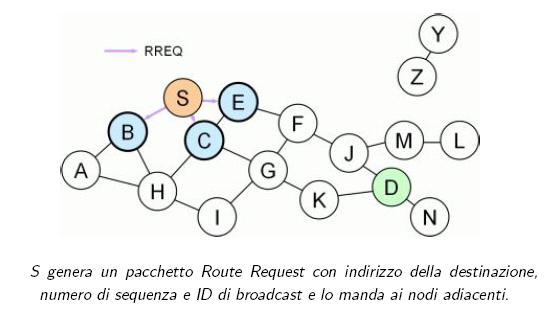 Y
RREQ
Z
S
E
B
C
F
A
H
G
J
M
L
I
K
D
N
S genera un pacchetto Route Request con indirizzo della destinazione,
numero di sequenza e ID di broadcast e lo manda ai nodi adiacenti.